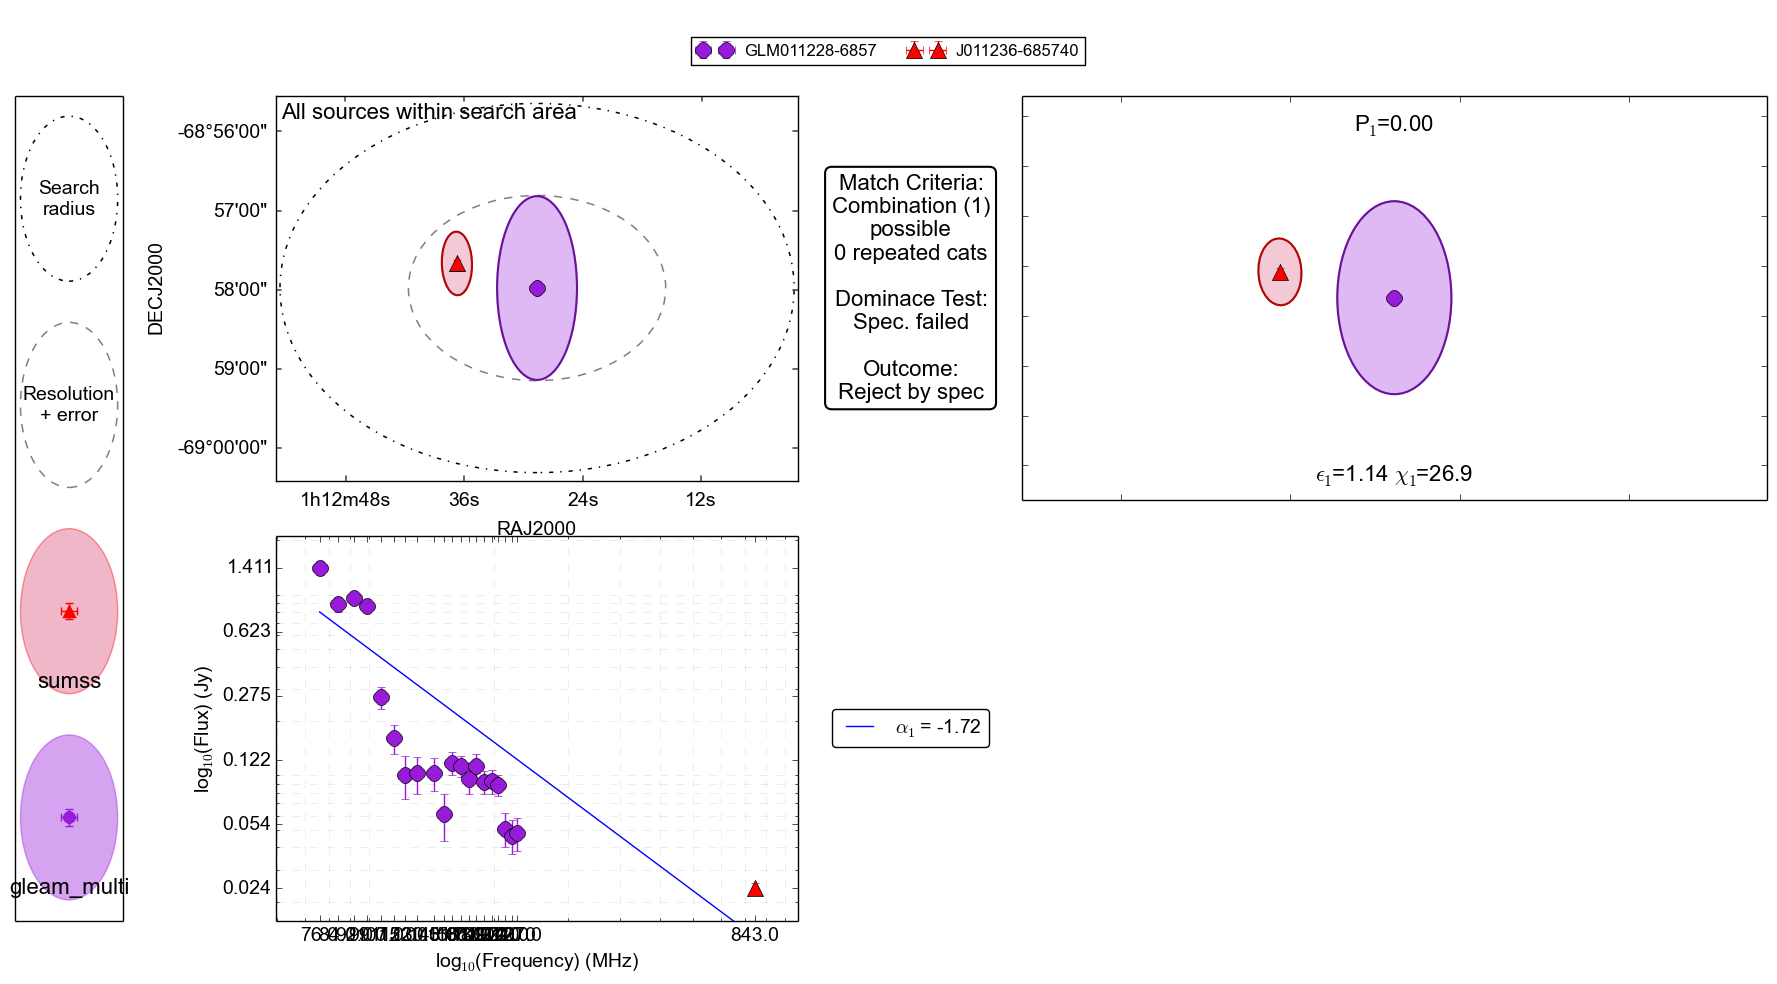 GLM011228-6857 J011236-685740
Search
radius
Resolution
+ error
sumss
gleam_multi
All sources within search area
DECJ2000
-68°56'00"
57'00"
58'00"
59'00"
-69°00'00"
1h12m48s 36s 24s 12s
RAJ2000
Match Criteria:
Combination (1)
possible
0 repeated cats
Dominace Test:
Spec. failed
Outcome:
Reject by spec
P₁=0.00
ϵ₁=1.14 χ₁=26.9
log₁₀(Flux) (Jy)
1.411
0.623
0.275
0.122
0.054
0.024
843.0
log₁₀(Frequency) (MHz)
α₁ = -1.72